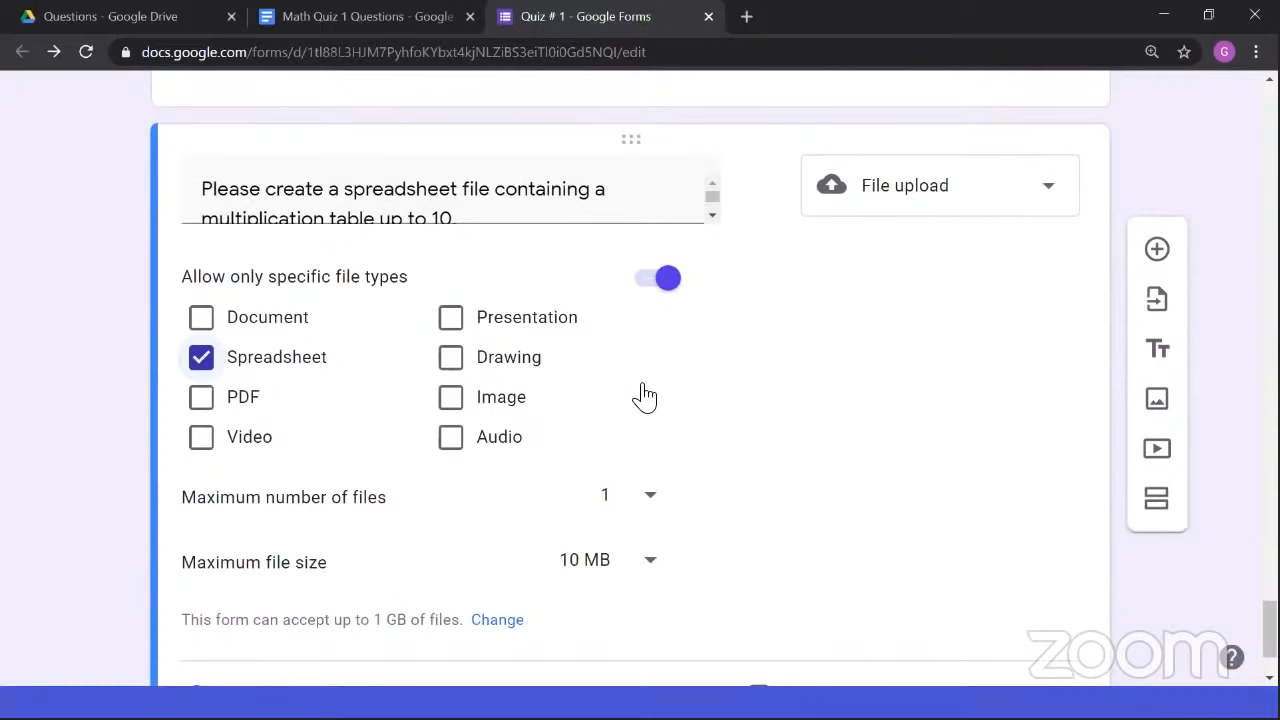 Questions - Google Drive
Math Quiz 1 Questions - Google
Quiz # 1 - Google Forms
docs.google.com/forms/d/1tl88L3HJM7PyhfoKYbxt4kjNLZiBS3eiTl0i0Gd5NQI/edit
G
Please create a spreadsheet file containing a
multiplication table up to 10.
File upload
Allow only specific file types
Document
Presentation
Spreadsheet
Drawing
PDF
Image
Video
Audio
Maximum number of files
1
Maximum file size
10 MB
This form can accept up to 1 GB of files. Change
zoom